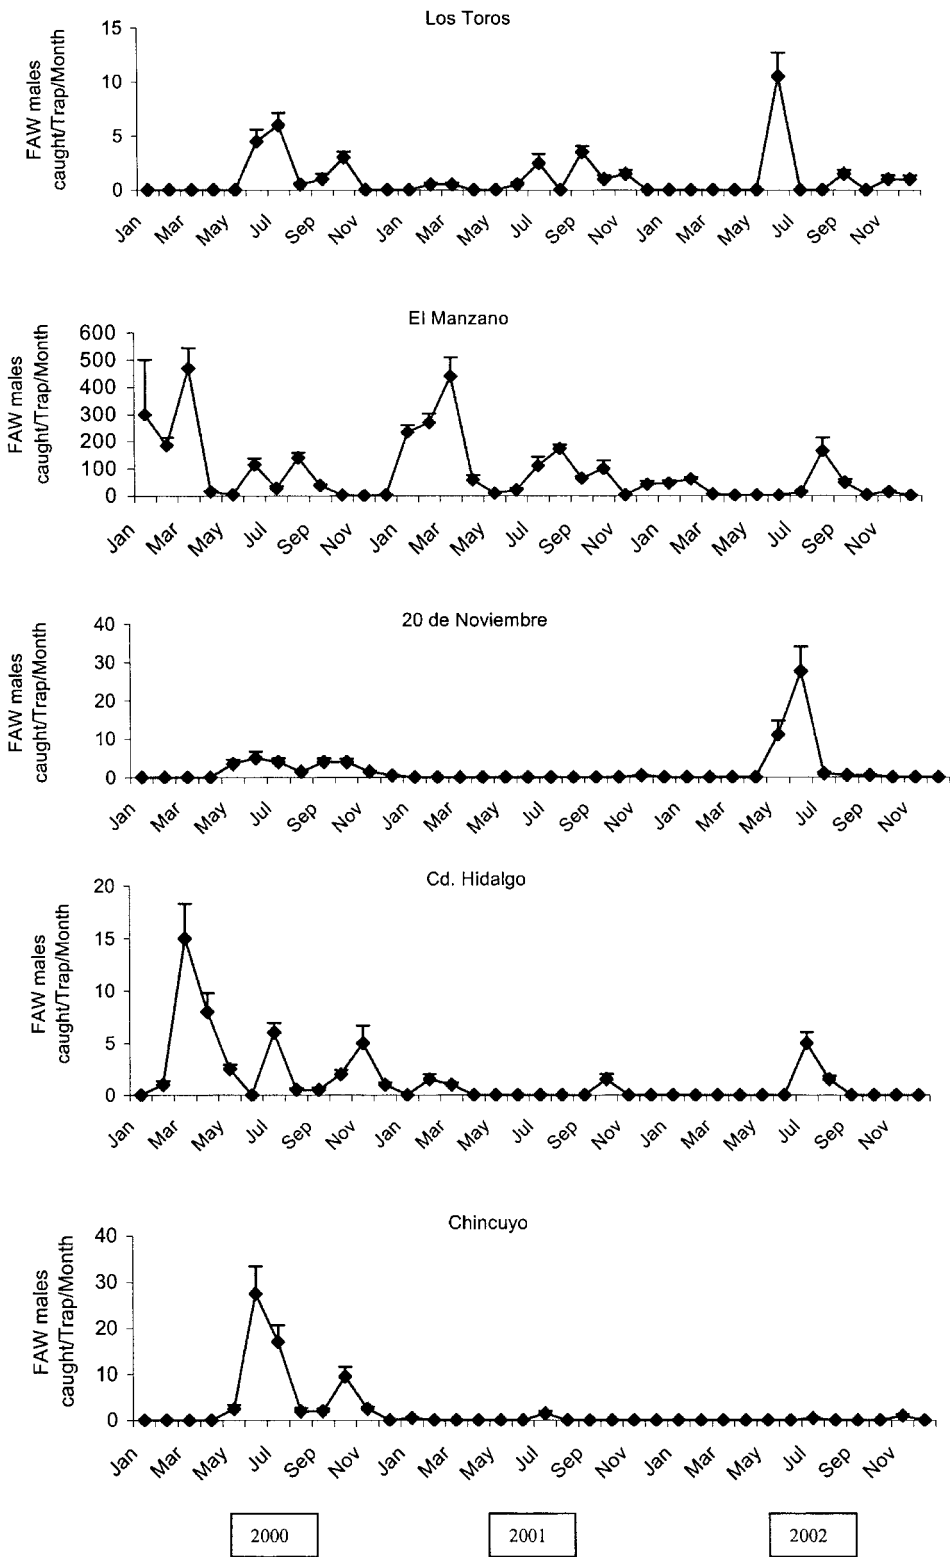 Los Toros
FAW males
caught/Trap/Month
15
10
5
0
Jan Mar May Jul Sep Nov Jan Mar May Jul Sep Nov Jan Mar May Jul Sep Nov
El Manzano
FAW males
caught/Trap/Month
600
500
400
300
200
100
0
Jan Mar May Jul Sep Nov Jan Mar May Jul Sep Nov Jan Mar May Jul Sep Nov
20 de Noviembre
FAW males
caught/Trap/Month
40
30
20
10
0
Jan Mar May Jul Sep Nov Jan Mar May Jul Sep Nov Jan Mar May Jul Sep Nov
Cd. Hidalgo
FAW males
caught/Trap/Month
20
15
10
5
0
Jan Mar May Jul Sep Nov Jan Mar May Jul Sep Nov Jan Mar May Jul Sep Nov
Chincuyo
FAW males
caught/Trap/Month
40
30
20
10
0
Jan Mar May Jul Sep Nov Jan Mar May Jul Sep Nov Jan Mar May Jul Sep Nov
2000 2001 2002